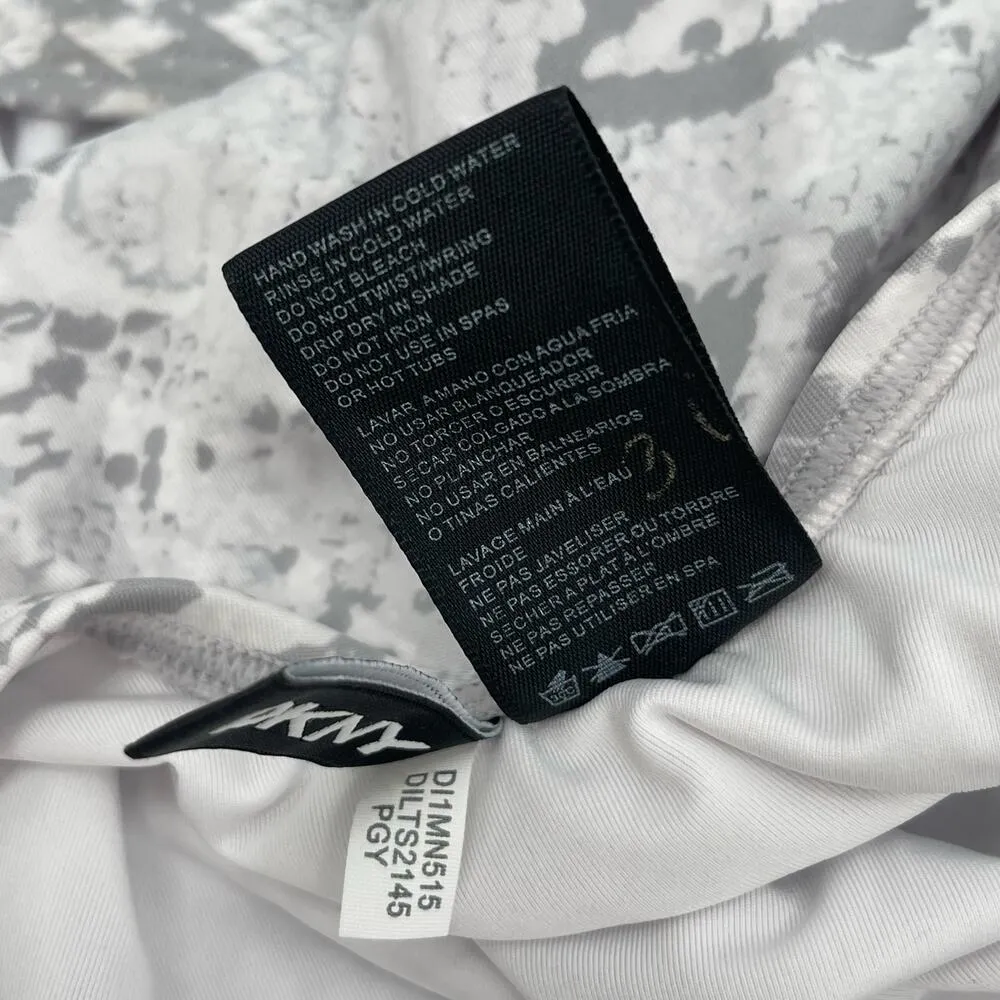 HAND WASH IN COLD WATER
RINSE IN COLD WATER
DO NOT BLEACH
DO NOT TWIST/WRING
DRIP DRY IN SHADE
DO NOT IRON
DO NOT USE IN SPAS
OR HOT TUBS
LAVAR A MANO CON AGUA FRIA
NO USAR BLANQUEADOR
NO TORCER O ESCURRIR
SECAR COLGADO A LA SOMBRA
NO PLANCHAR
NO USAR EN BALNEARIOS
O TINAS CALIENTES
3
LAVAGE MAIN À L'EAU
FROIDE
NE PAS JAVELISER
NE PAS ESSORER OU TORDRE
SECHER A PLAT À L'OMBRE
NE PAS REPASSER
NE PAS UTILISER EN SPA
DKNY
DI1MN515
DILTS2145
PGY